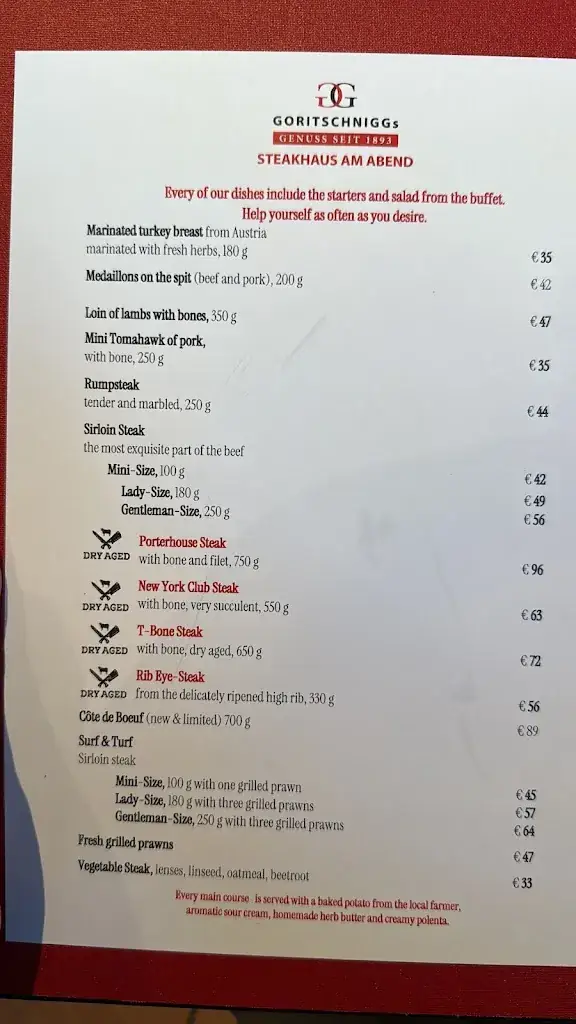 GG
GORITSCHNIGGs
GENUSS SEIT 1893
STEAKHAUS AM ABEND
Every of our dishes include the starters and salad from the buffet.
Help yourself as often as you desire.
Marinated turkey breast from Austria
marinated with fresh herbs, 180 g € 35
Medaillons on the spit (beef and pork), 200 g € 42
Loin of lambs with bones, 350 g € 47
Mini Tomahawk of pork,
with bone, 250 g € 35
Rumpsteak
tender and marbled, 250 g € 44
Sirloin Steak
the most exquisite part of the beef
Mini-Size, 100 g € 42
Lady-Size, 180 g € 49
Gentleman-Size, 250 g € 56
Porterhouse Steak
DRY AGED with bone and filet, 750 g € 96
New York Club Steak
DRY AGED with bone, very succulent, 550 g € 63
T-Bone Steak
DRY AGED with bone, dry aged, 650 g € 72
Rib Eye-Steak
DRY AGED from the delicately ripened high rib, 330 g € 56
Côte de Boeuf (new & limited) 700 g € 89
Surf & Turf
Sirloin steak
Mini-Size, 100 g with one grilled prawn € 45
Lady-Size, 180 g with three grilled prawns € 57
Gentleman-Size, 250 g with three grilled prawns € 64
Fresh grilled prawns € 47
Vegetable Steak, lenses, linseed, oatmeal, beetroot € 33
Every main course is served with a baked potato from the local farmer,
aromatic sour cream, homemade herb butter and creamy polenta.